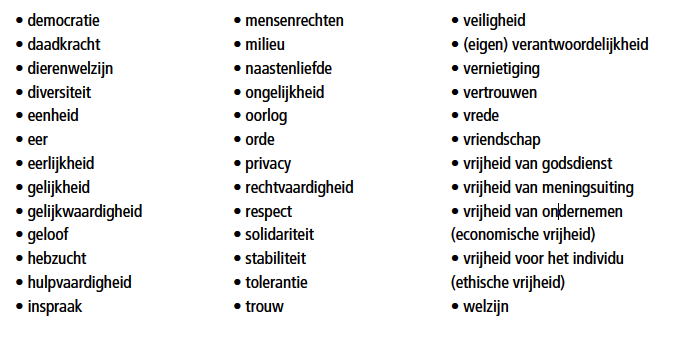 • democratie
• daadkracht
• dierenwelzijn
• diversiteit
• eenheid
• eer
• eerlijkheid
• gelijkheid
• gelijkwaardigheid
• geloof
• hebzucht
• hulpvaardigheid
• inspraak
• mensenrechten
• milieu
• naastenliefde
• ongelijkheid
• oorlog
• orde
• privacy
• rechtvaardigheid
• respect
• solidariteit
• stabiliteit
• tolerantie
• trouw
• veiligheid
• (eigen) verantwoordelijkheid
• vernietiging
• vertrouwen
• vrede
• vriendschap
• vrijheid van godsdienst
• vrijheid van meningsuiting
• vrijheid van ondernemen
(economische vrijheid)
• vrijheid voor het individu
(ethische vrijheid)
• welzijn